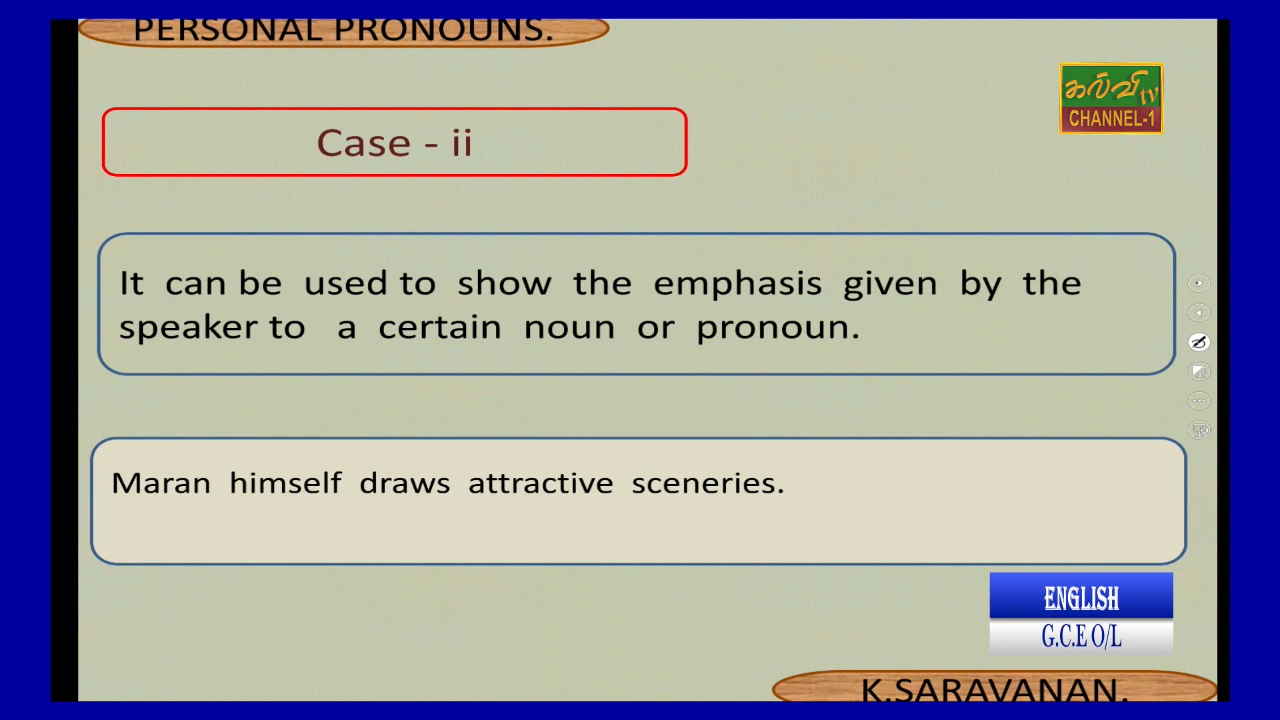 PERSONAL PRONOUNS.
கல்வி tv
CHANNEL-1
Case - ii
It can be used to show the emphasis given by the
speaker to a certain noun or pronoun.
Maran himself draws attractive sceneries.
ENGLISH
G.C.E O/L
K.SARAVANAN.